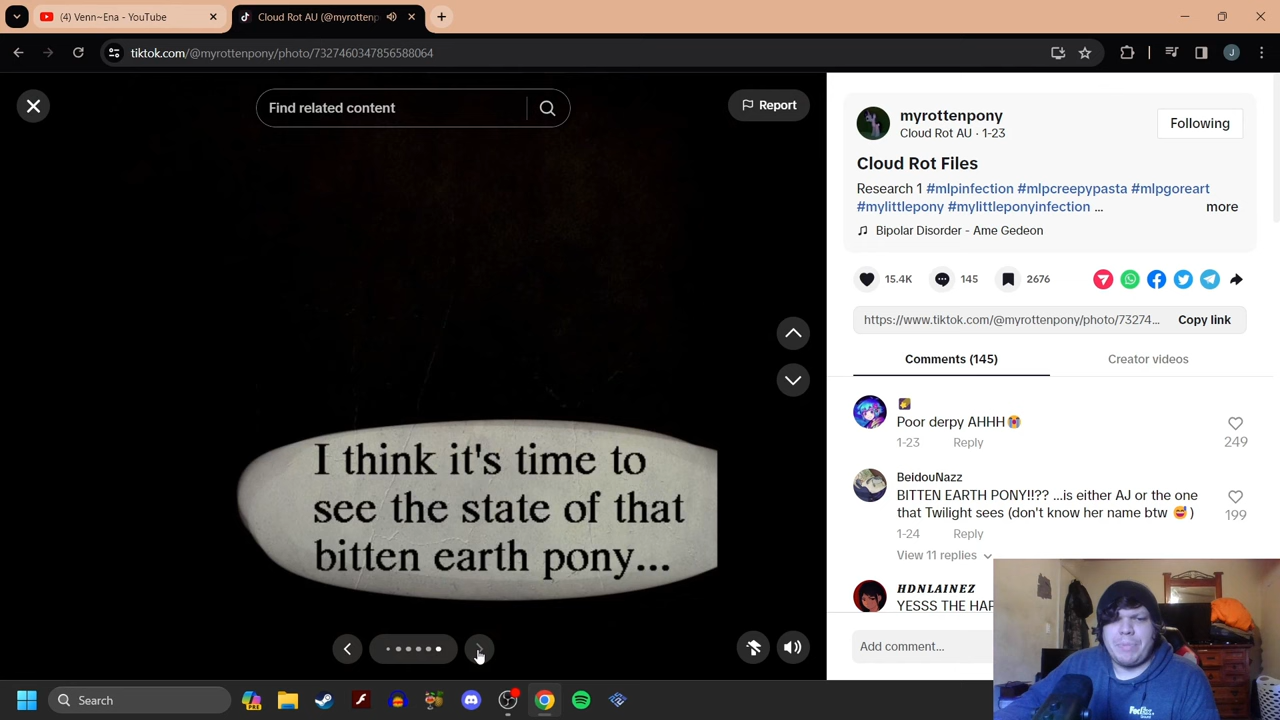 (4) Venn~Ena - YouTube
Cloud Rot AU (@myrottenp
tiktok.com/@myrottenpony/photo/7327460347856588064
J
Find related content
Report
I think it's time to
see the state of that
bitten earth pony...
myrottenpony
Cloud Rot AU · 1-23
Following
Cloud Rot Files
Research 1 #mlpinfection #mlpcreepypasta #mlpgoreart
#mylittlepony #mylittleponyinfection ...
more
Bipolar Disorder - Ame Gedeon
15.4K
145
2676
https://www.tiktok.com/@myrottenpony/photo/73274...
Copy link
Comments (145)
Creator videos
Poor derpy AHHH😭
1-23
Reply
249
BeidouNazz
BITTEN EARTH PONY!!?? ...is either AJ or the one
that Twilight sees (don't know her name btw 😅 )
1-24
Reply
199
View 11 replies
HDNLAINEZ
YESSS THE HAP
Add comment...
Search
PRE